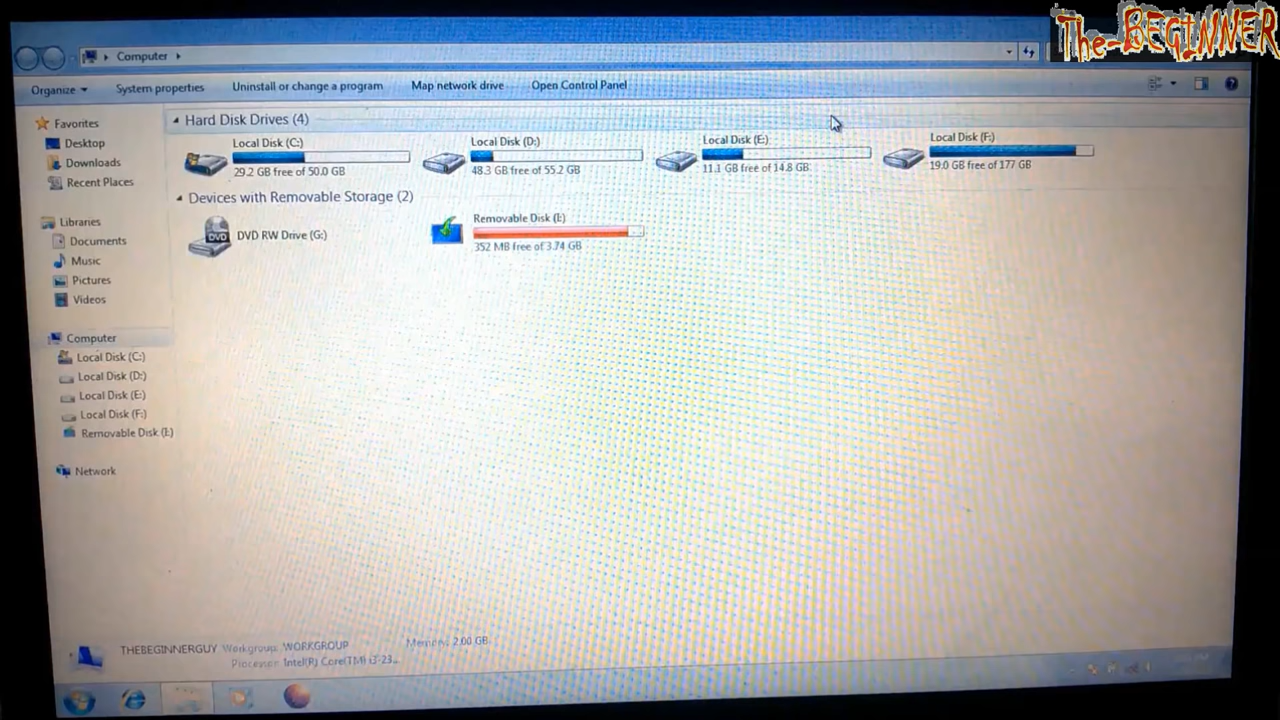 The-BEGINNER
Computer
Organize
System properties
Uninstall or change a program
Map network drive
Open Control Panel
Favorites
Desktop
Downloads
Recent Places
Libraries
Documents
Music
Pictures
Videos
Computer
Local Disk (C:)
Local Disk (D:)
Local Disk (E:)
Local Disk (F:)
Removable Disk (I:)
Network
Hard Disk Drives (4)
Local Disk (C:)
29.2 GB free of 50.0 GB
Local Disk (D:)
48.3 GB free of 55.2 GB
Local Disk (E:)
11.1 GB free of 14.8 GB
Local Disk (F:)
19.0 GB free of 177 GB
Devices with Removable Storage (2)
DVD
DVD RW Drive (G:)
Removable Disk (I:)
352 MB free of 3.74 GB
THEBEGINNERGUY Workgroup: WORKGROUP Memory: 2.00 GB
Processor: Intel(R) Core(TM) i3-23...